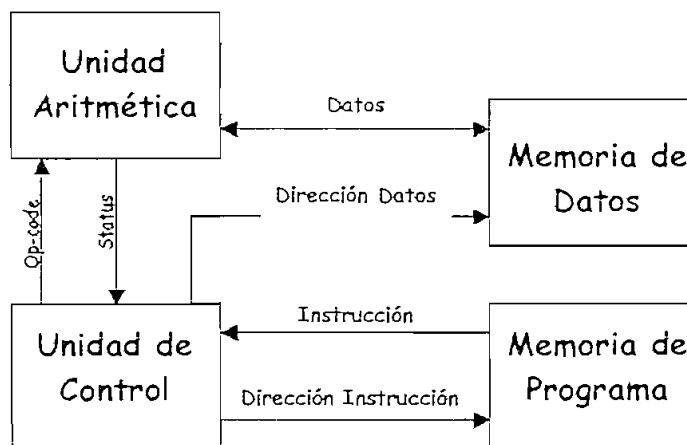 Unidad
Aritmética
Datos
Memoria de
Datos
Dirección Datos
Op-code
Status
Unidad de
Control
Instrucción
Dirección Instrucción
Memoria de
Programa